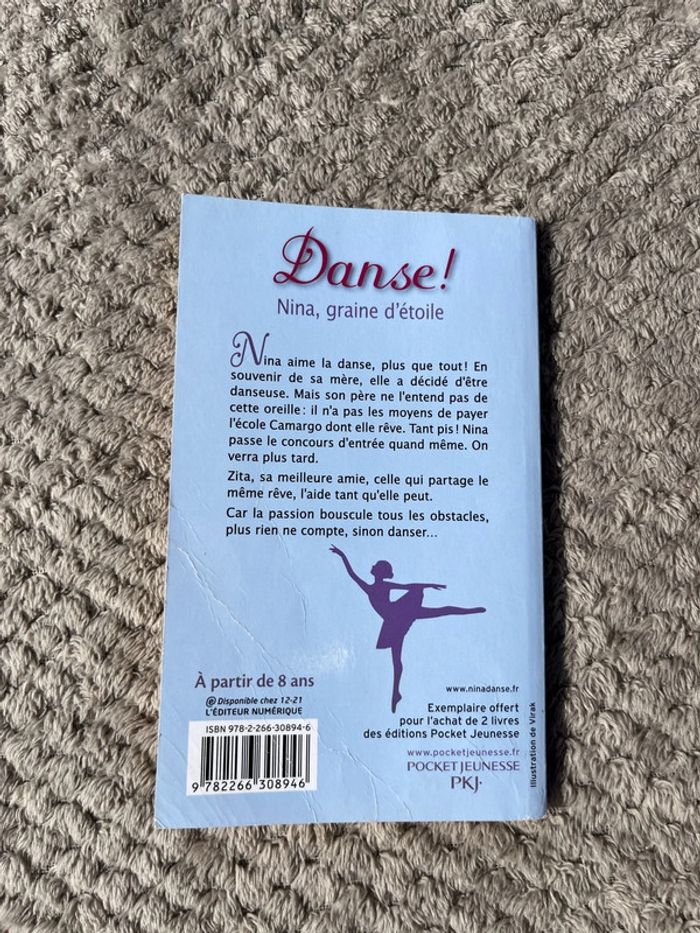 Danse!
Nina, graine d'étoile
Nina aime la danse, plus que tout! En
souvenir de sa mère, elle a décidé d'être
danseuse. Mais son père ne l'entend pas de
cette oreille : il n'a pas les moyens de payer
l'école Camargo dont elle rêve. Tant pis! Nina
passe le concours d'entrée quand même. On
verra plus tard.
Zita, sa meilleure amie, celle qui partage le
même rêve, l'aide tant qu'elle peut.
Car la passion bouscule tous les obstacles,
plus rien ne compte, sinon danser...
À partir de 8 ans
@ Disponible chez 12-21
L'ÉDITEUR NUMÉRIQUE
ISBN 978-2-266-30894-6
9 782266 308946
www.ninadanse.fr
Exemplaire offert
pour l'achat de 2 livres
des éditions Pocket Jeunesse
www.pocketjeunesse.fr
POCKET JEUNESSE
PKJ·
Illustration de Virak